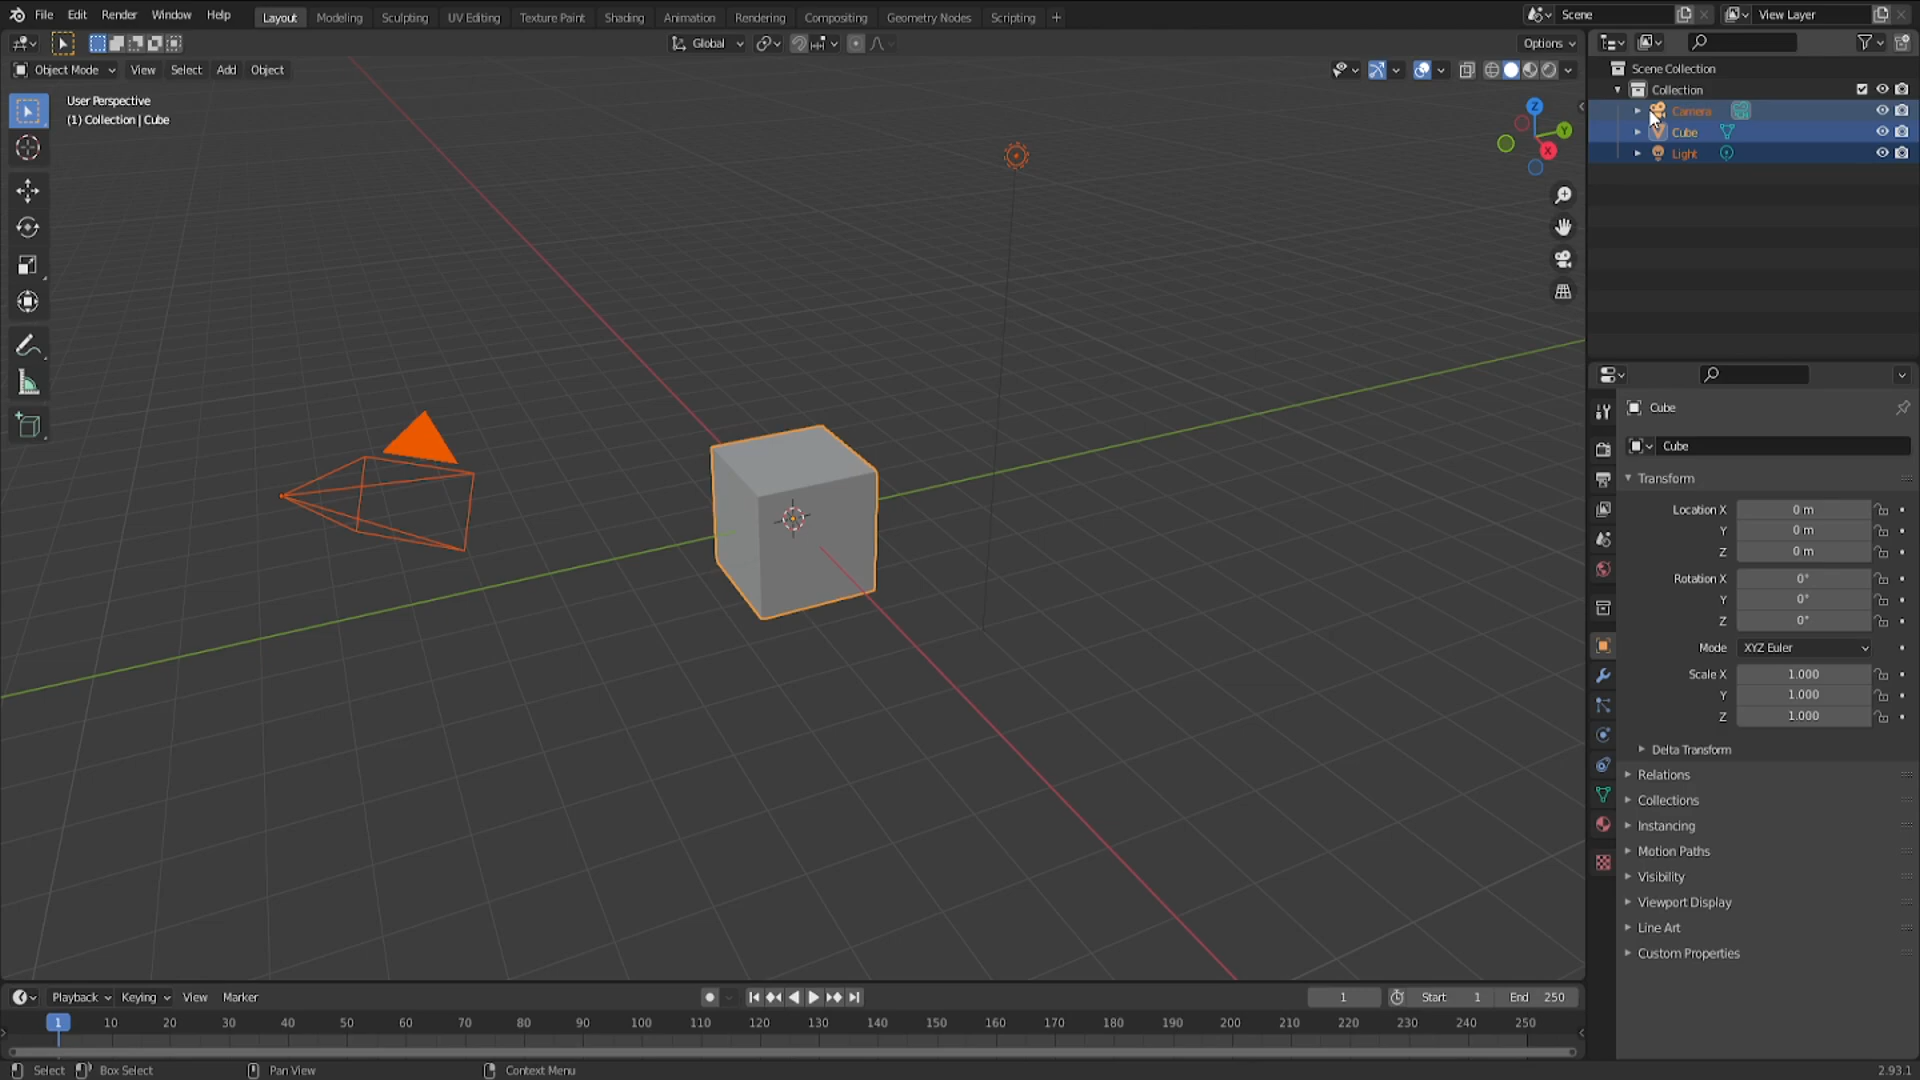 File Edit Render Window Help Layout Modeling Sculpting UV Editing Texture Paint Shading Animation Rendering Compositing Geometry Nodes Scripting + Scene View Layer
Global Options
Object Mode View Select Add Object
User Perspective
(1) Collection | Cube
Z
Y
X
Scene Collection
Collection
Camera
Cube
Light
Cube
Cube
Transform
Location X 0 m
Y 0 m
Z 0 m
Rotation X 0°
Y 0°
Z 0°
Mode XYZ Euler
Scale X 1.000
Y 1.000
Z 1.000
Delta Transform
Relations
Collections
Instancing
Motion Paths
Visibility
Viewport Display
Line Art
Custom Properties
Playback Keying View Marker 1 Start 1 End 250
1 10 20 30 40 50 60 70 80 90 100 110 120 130 140 150 160 170 180 190 200 210 220 230 240 250
Select Box Select Pan View Context Menu 2.93.1